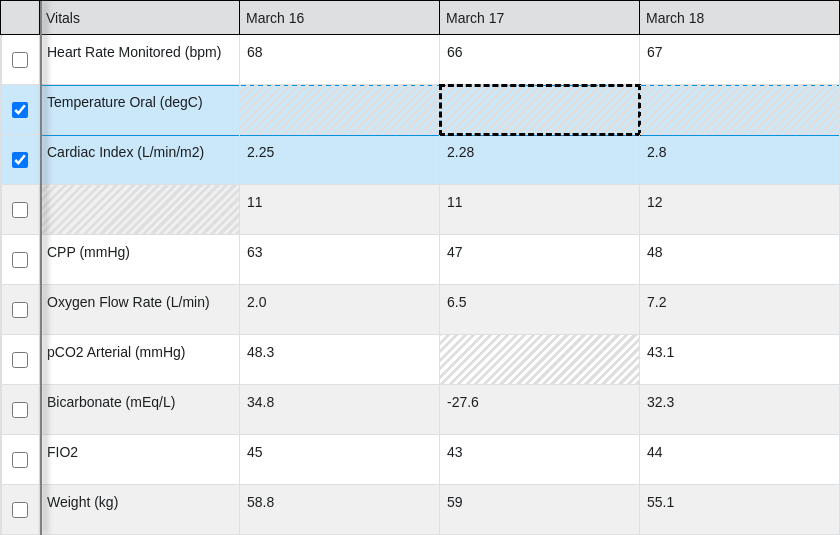 Vitals March 16 March 17 March 18
Heart Rate Monitored (bpm) 68 66 67
Temperature Oral (degC)
Cardiac Index (L/min/m2) 2.25 2.28 2.8
11 11 12
CPP (mmHg) 63 47 48
Oxygen Flow Rate (L/min) 2.0 6.5 7.2
pCO2 Arterial (mmHg) 48.3 43.1
Bicarbonate (mEq/L) 34.8 -27.6 32.3
FIO2 45 43 44
Weight (kg) 58.8 59 55.1